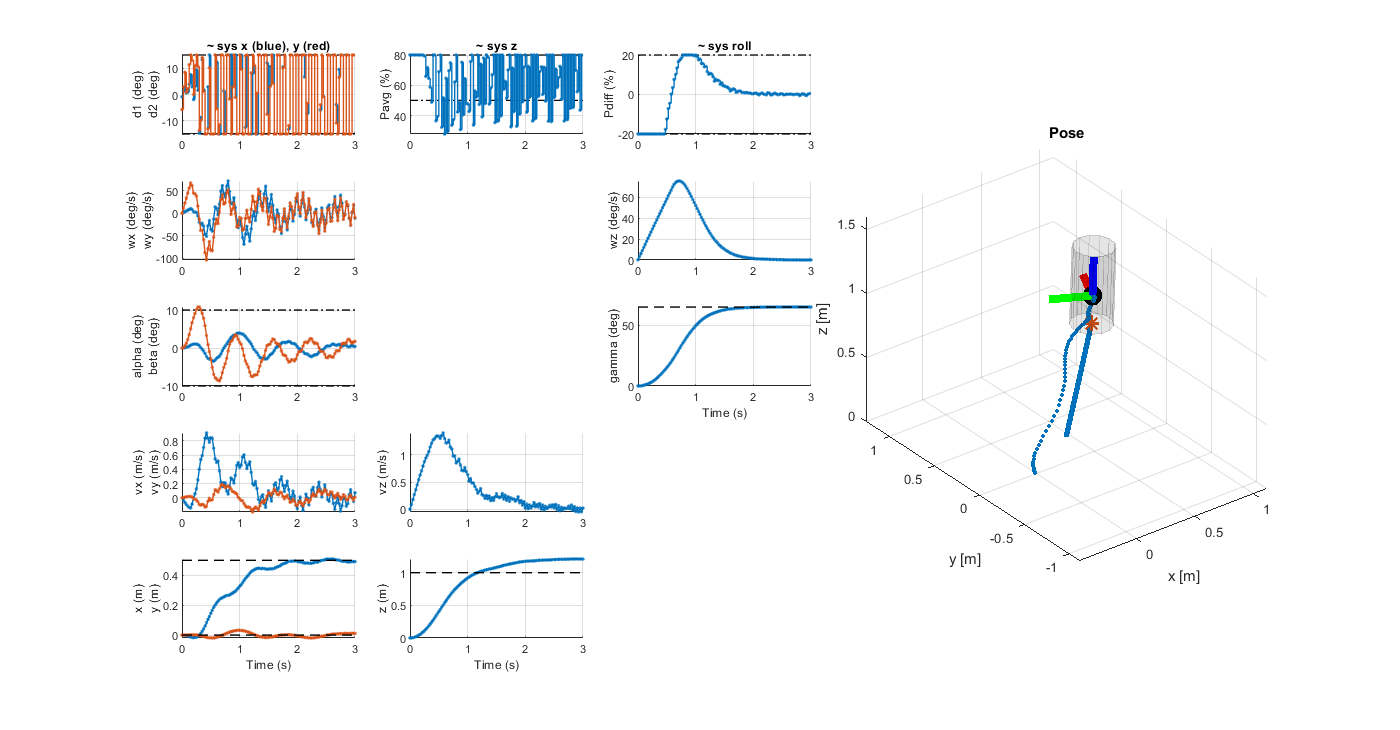 ~ sys x (blue), y (red)
~ sys z
~ sys roll
d1 (deg)
d2 (deg)
10
0
-10
0 1 2 3
Pavg (%)
80
60
40
0 1 2 3
Pdiff (%)
20
0
-20
0 1 2 3
wx (deg/s)
wy (deg/s)
50
0
-50
-100
0 1 2 3
wz (deg/s)
60
40
20
0
0 1 2 3
alpha (deg)
beta (deg)
10
0
-10
0 1 2 3
gamma (deg)
50
0
0 1 2 3
Time (s)
vx (m/s)
vy (m/s)
0.8
0.6
0.4
0.2
0
0 1 2 3
vz (m/s)
1
0.5
0
0 1 2 3
x (m)
y (m)
0.4
0.2
0
0 1 2 3
Time (s)
z (m)
1
0.5
0
0 1 2 3
Time (s)
Pose
z [m]
1.5
1
0.5
0
y [m]
1
0.5
0
-0.5
-1
x [m]
0
0.5
1